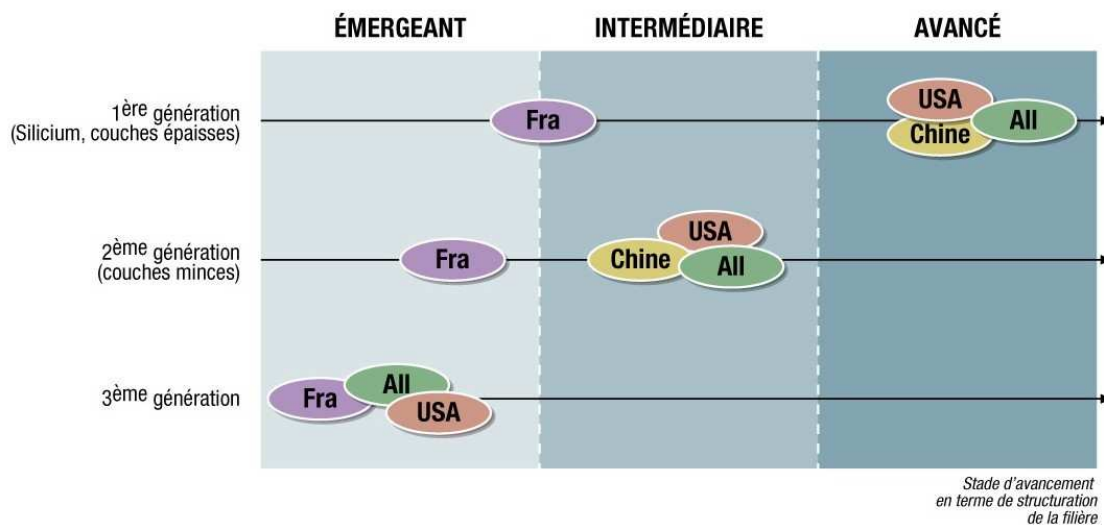 ÉMERGEANT INTERMÉDIAIRE AVANCÉ
1ère génération
(Silicium, couches épaisses)
Fra
USA
Chine
All
2ème génération
(couches minces)
Fra
Chine
USA
All
3ème génération
Fra
All
USA
Stade d'avancement
en terme de structuration
de la filière